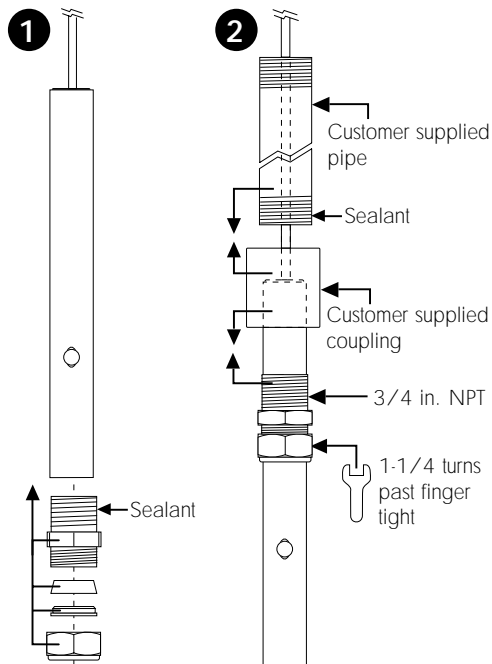 1
Sealant
2
Customer supplied
pipe
Sealant
Customer supplied
coupling
3/4 in. NPT
1-1/4 turns
past finger
tight